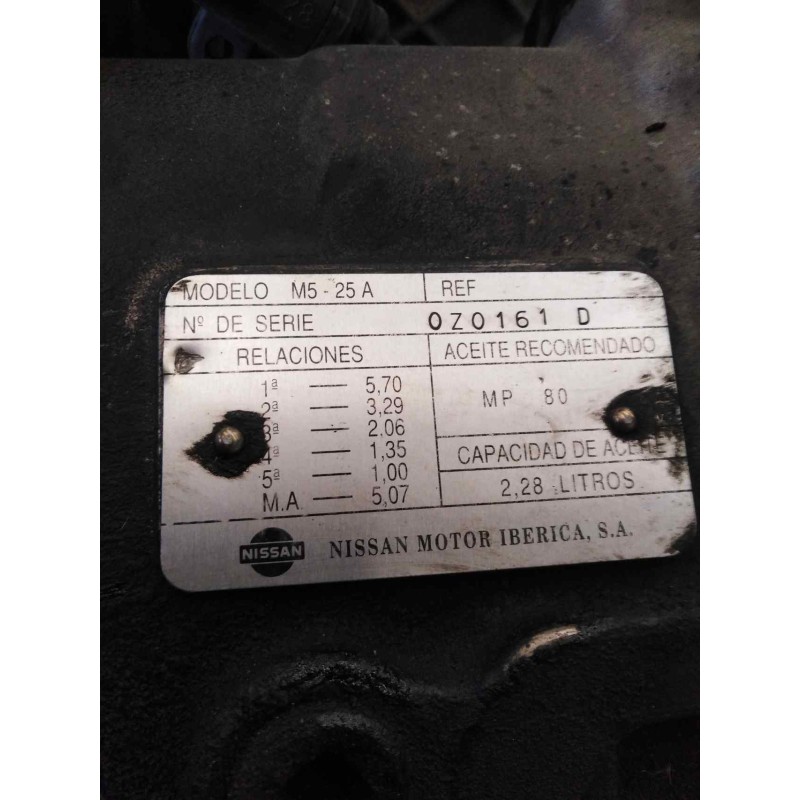 MODELO M5 - 25 A REF
Nº DE SERIE 0Z0161 D
RELACIONES ACEITE RECOMENDADO
1ª — 5,70
2ª — 3,29
3ª — 2,06
4ª — 1,35
5ª — 1,00
M.A. — 5,07
MP 80
CAPACIDAD DE ACEITE
2,28 LITROS
NISSAN NISSAN MOTOR IBERICA, S.A.